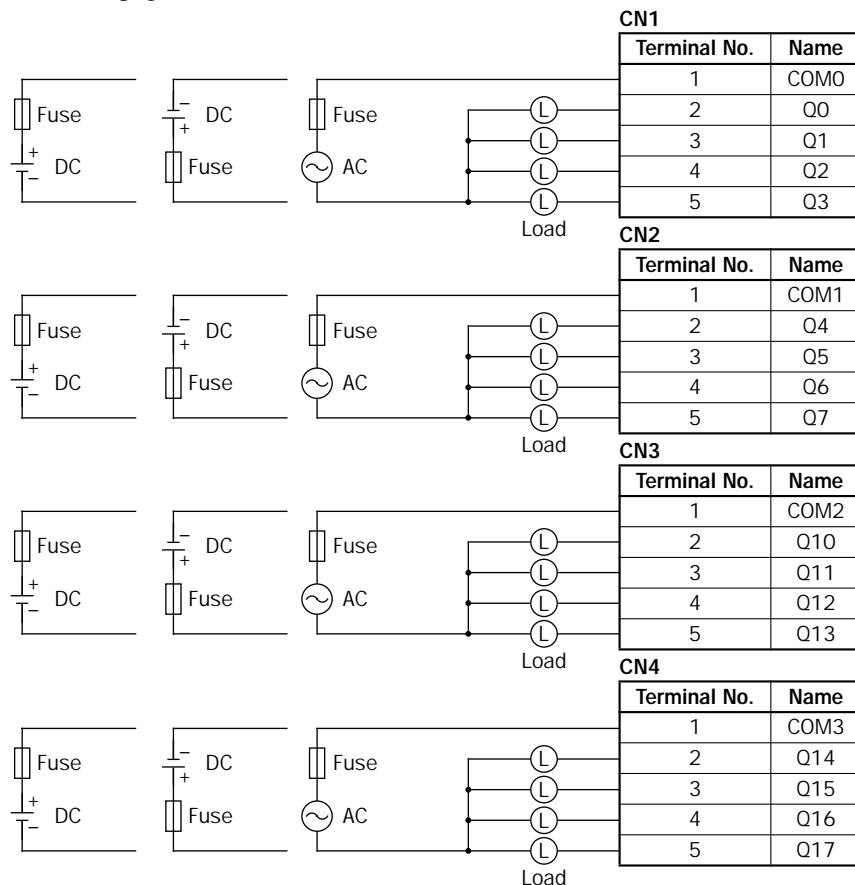 CN1
Terminal No. Name
1 COM0
Fuse − + DC Fuse L 2 Q0
L 3 Q1
+ − DC Fuse AC L 4 Q2
L 5 Q3
Load
CN2
Terminal No. Name
1 COM1
Fuse − + DC Fuse L 2 Q4
L 3 Q5
+ − DC Fuse AC L 4 Q6
L 5 Q7
Load
CN3
Terminal No. Name
1 COM2
Fuse − + DC Fuse L 2 Q10
L 3 Q11
+ − DC Fuse AC L 4 Q12
L 5 Q13
Load
CN4
Terminal No. Name
1 COM3
Fuse − + DC Fuse L 2 Q14
L 3 Q15
+ − DC Fuse AC L 4 Q16
L 5 Q17
Load